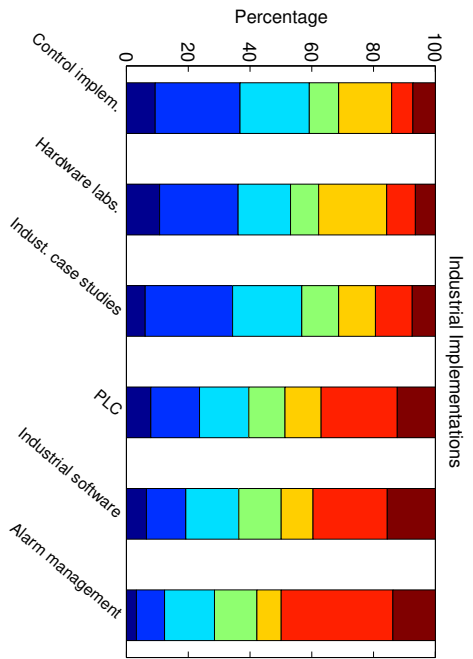 Percentage
0 20 40 60 80 100
Control implem.
Hardware labs.
Indust. case studies
PLC
Industrial software
Alarm management
Industrial Implementations